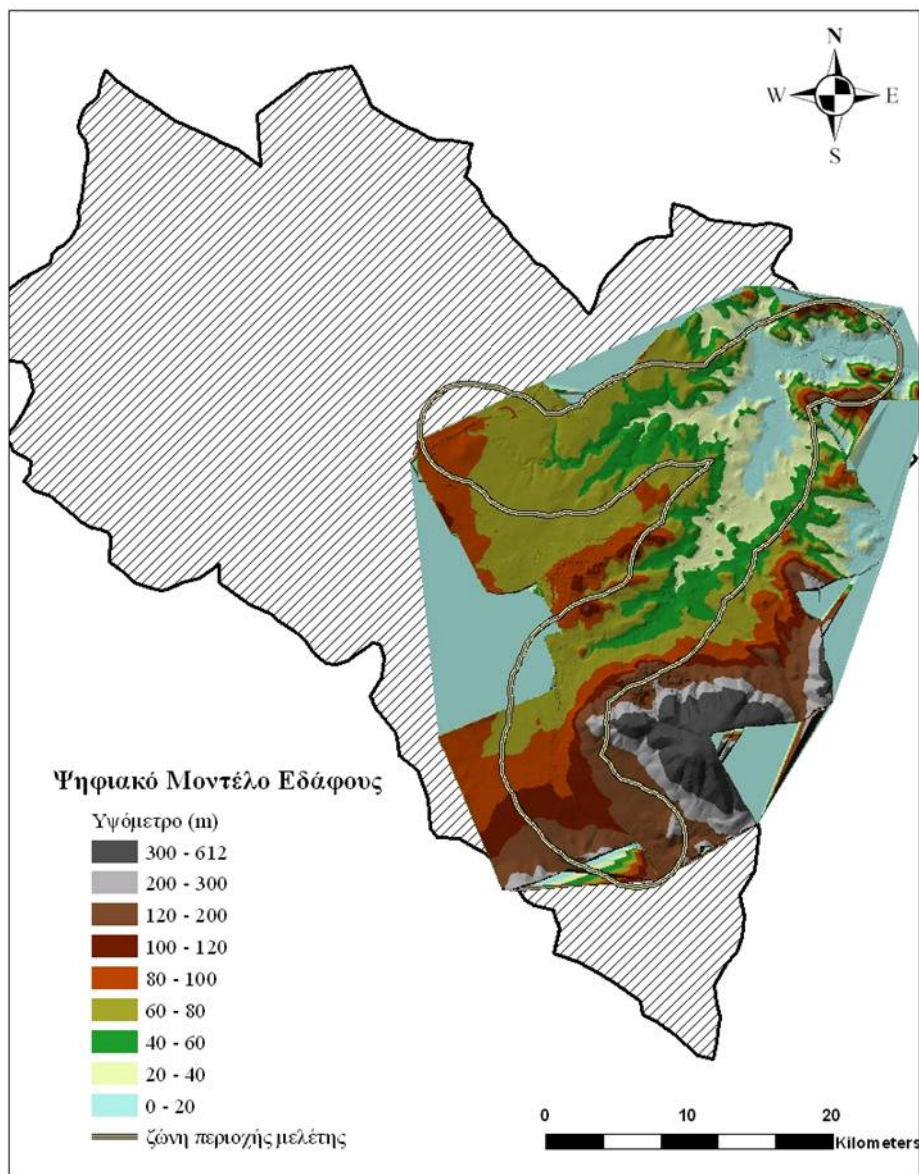 N
W E
S
Ψηφιακό Μοντέλο Εδάφους
Υψόμετρο (m)
300 - 612
200 - 300
120 - 200
100 - 120
80 - 100
60 - 80
40 - 60
20 - 40
0 - 20
ζώνη περιοχής μελέτης
0 10 20
Kilometers